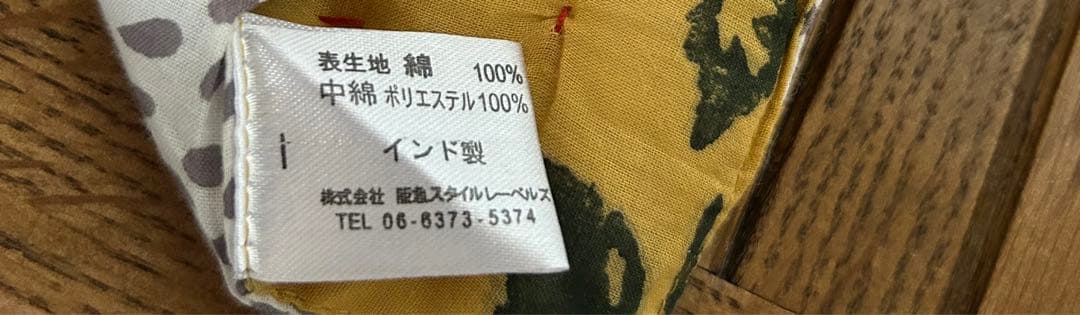 表生地 綿 100%
中綿 ポリエステル100%
インド製
株式会社 阪急スタイルレーベルズ
TEL 06-6373-5374